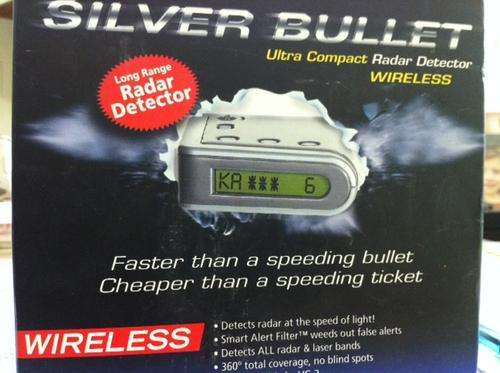 SILVER BULLET
Ultra Compact Radar Detector
WIRELESS
Long Range
Radar
Detector
KA *** 6
Faster than a speeding bullet
Cheaper than a speeding ticket
WIRELESS
• Detects radar at the speed of light!
• Smart Alert Filter™ weeds out false alerts
• Detects ALL radar & laser bands
• 360° total coverage, no blind spots